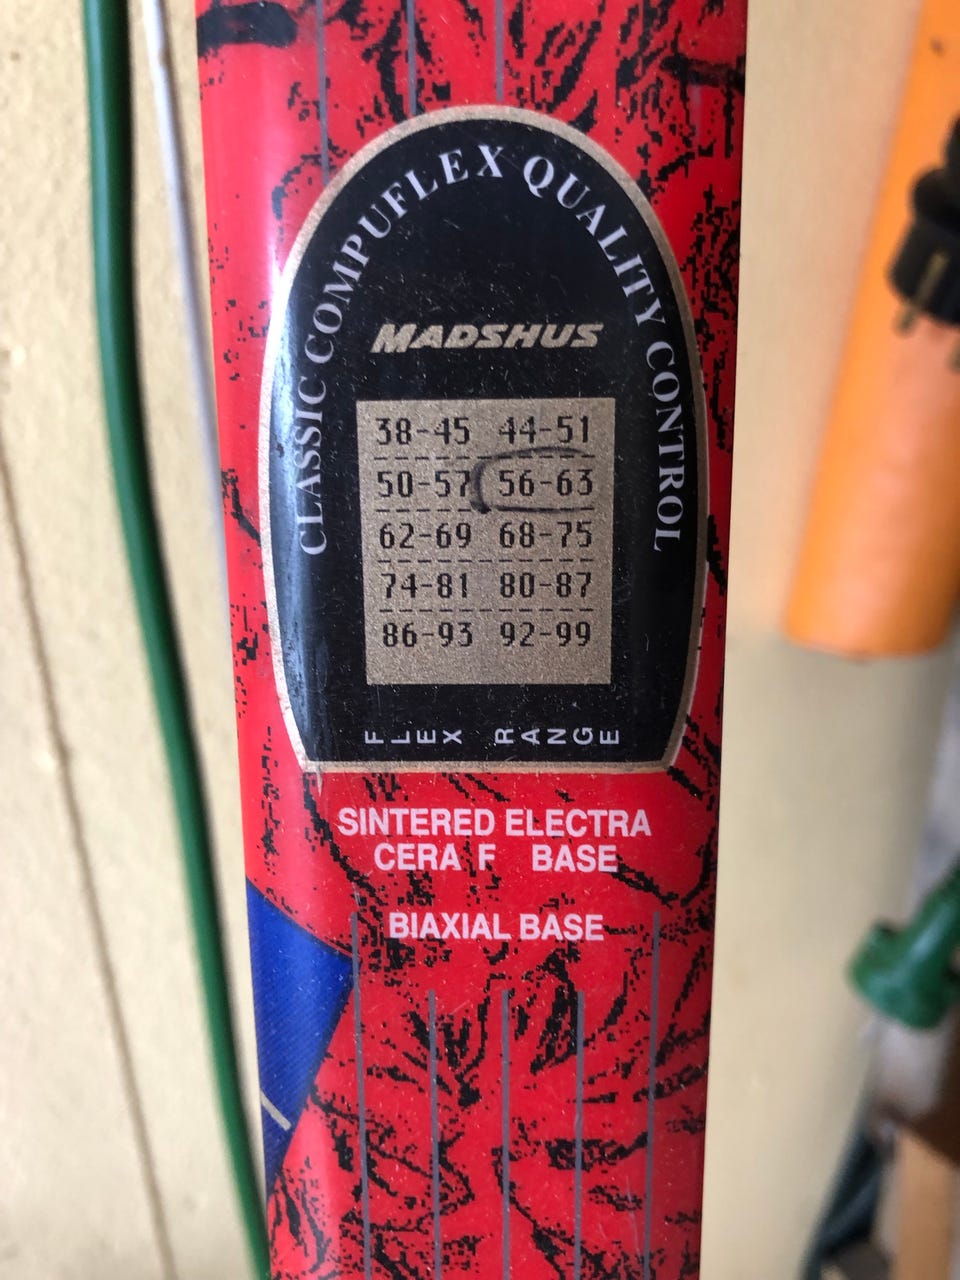 CLASSIC COMPUFLEX QUALITY CONTROL
MADSHUS
38-45 44-51
50-57 56-63
62-69 68-75
74-81 80-87
86-93 92-99
FLEX RANGE
SINTERED ELECTRA
CERA F BASE
BIAXIAL BASE